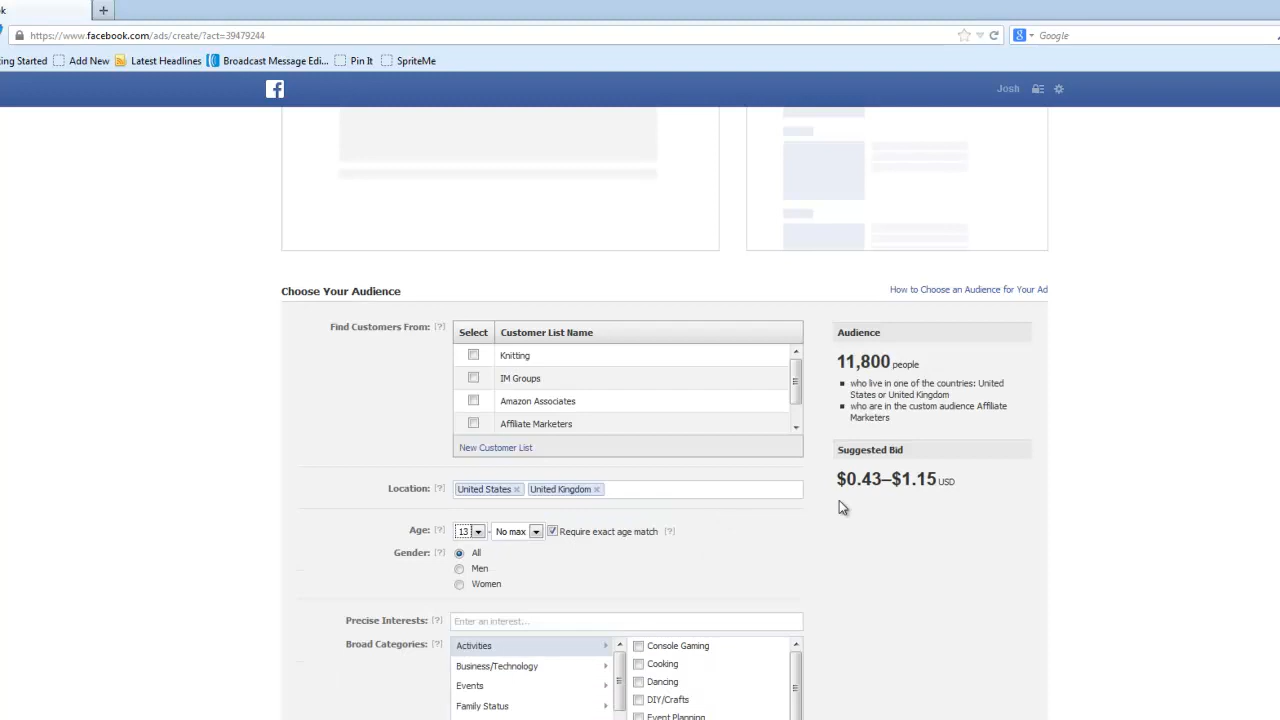 k
+
https://www.facebook.com/ads/create/?act=39479244
Google
ing Started Add New Latest Headlines Broadcast Message Edi... Pin It SpriteMe
Josh
Choose Your Audience
How to Choose an Audience for Your Ad
Find Customers From: [?]
Select Customer List Name
Knitting
IM Groups
Amazon Associates
Affiliate Marketers
New Customer List
Audience
11,800 people
who live in one of the countries: United
States or United Kingdom
who are in the custom audience Affiliate
Marketers
Suggested Bid
$0.43–$1.15 USD
Location: [?] United States × United Kingdom ×
Age: [?] 13 - No max Require exact age match [?]
Gender: [?] All
Men
Women
Precise Interests: [?] Enter an interest...
Broad Categories: [?] Activities
Business/Technology
Events
Family Status
Console Gaming
Cooking
Dancing
DIY/Crafts
Event Planning